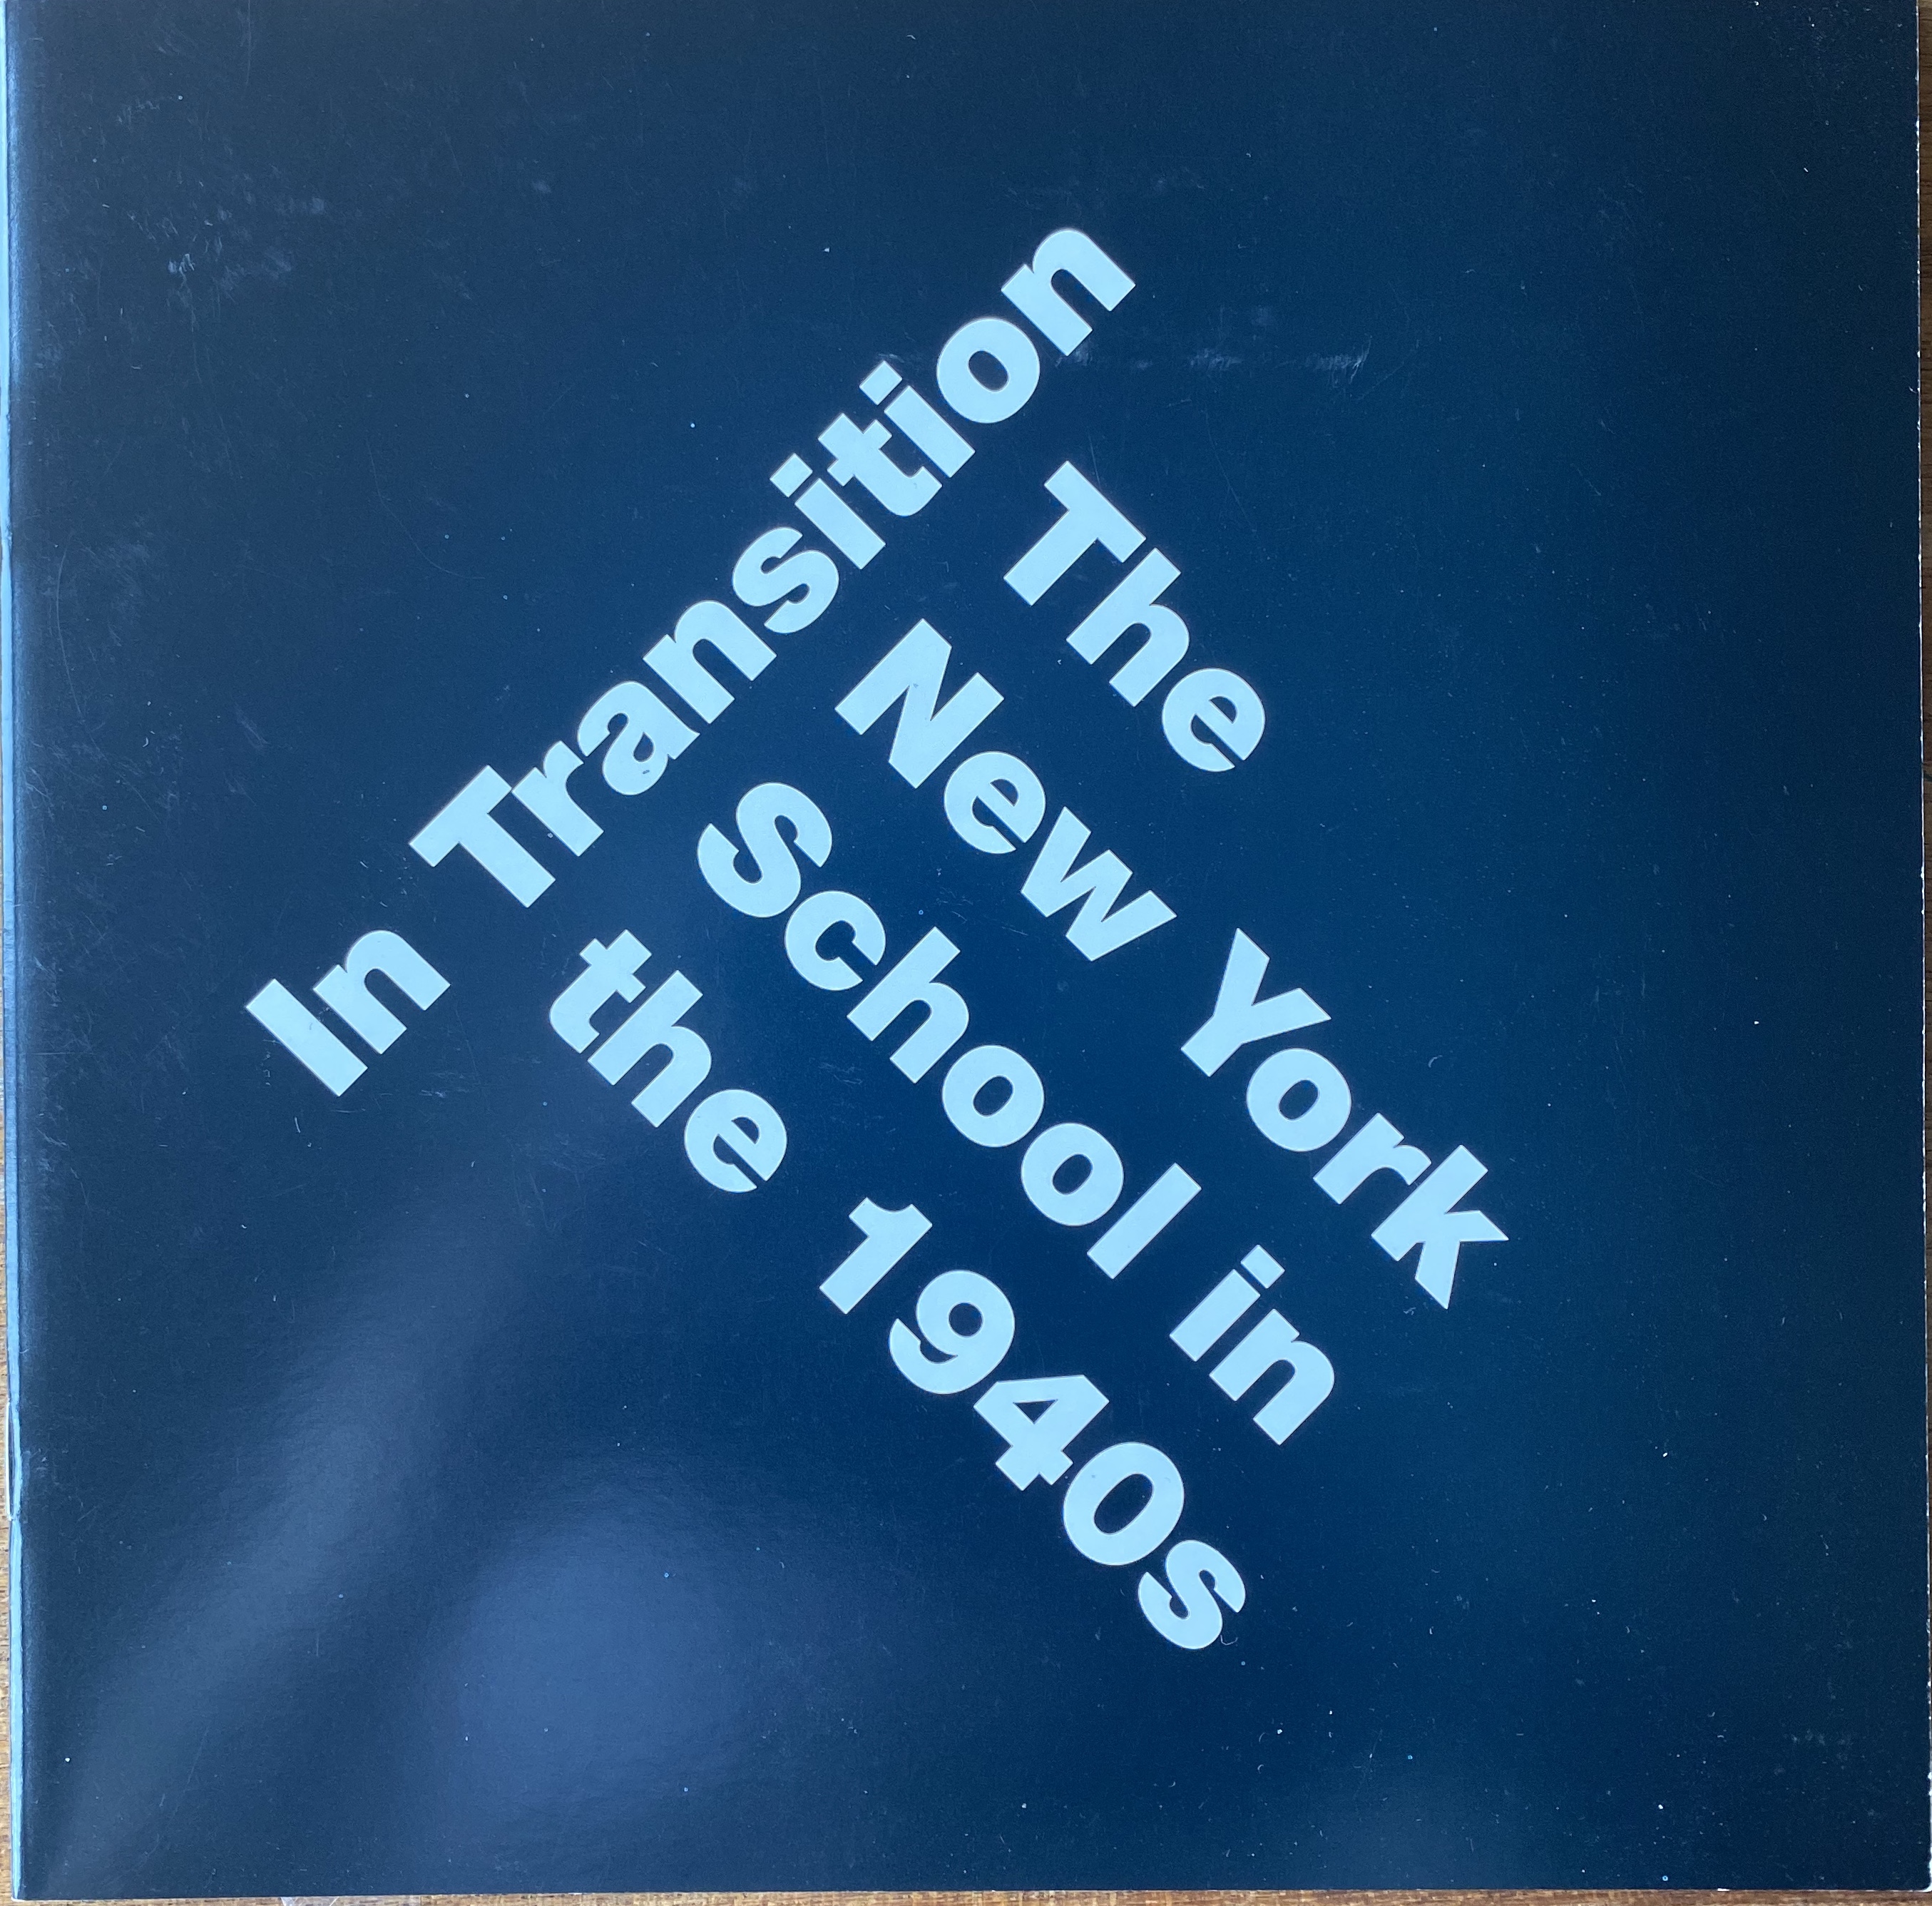 In Transition
The
New York
School in
the 1940s